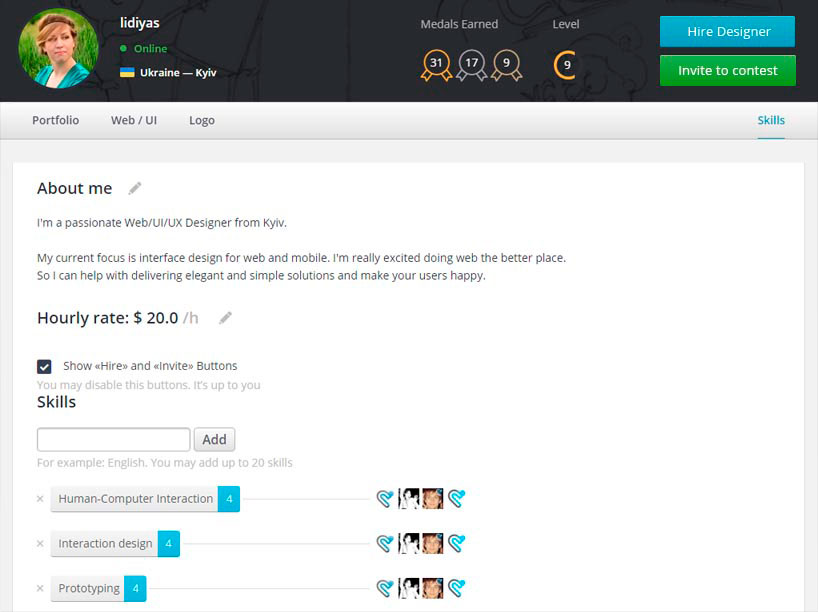 lidiyas
Online
Ukraine — Kyiv
Medals Earned
Level
31 17 9
9
Hire Designer
Invite to contest
Portfolio Web / UI Logo Skills
About me
I'm a passionate Web/UI/UX Designer from Kyiv.
My current focus is interface design for web and mobile. I'm really excited doing web the better place.
So I can help with delivering elegant and simple solutions and make your users happy.
Hourly rate: $ 20.0 /h
Show «Hire» and «Invite» Buttons
You may disable this buttons. It's up to you
Skills
Add
For example: English. You may add up to 20 skills
× Human-Computer Interaction 4
× Interaction design 4
× Prototyping 4